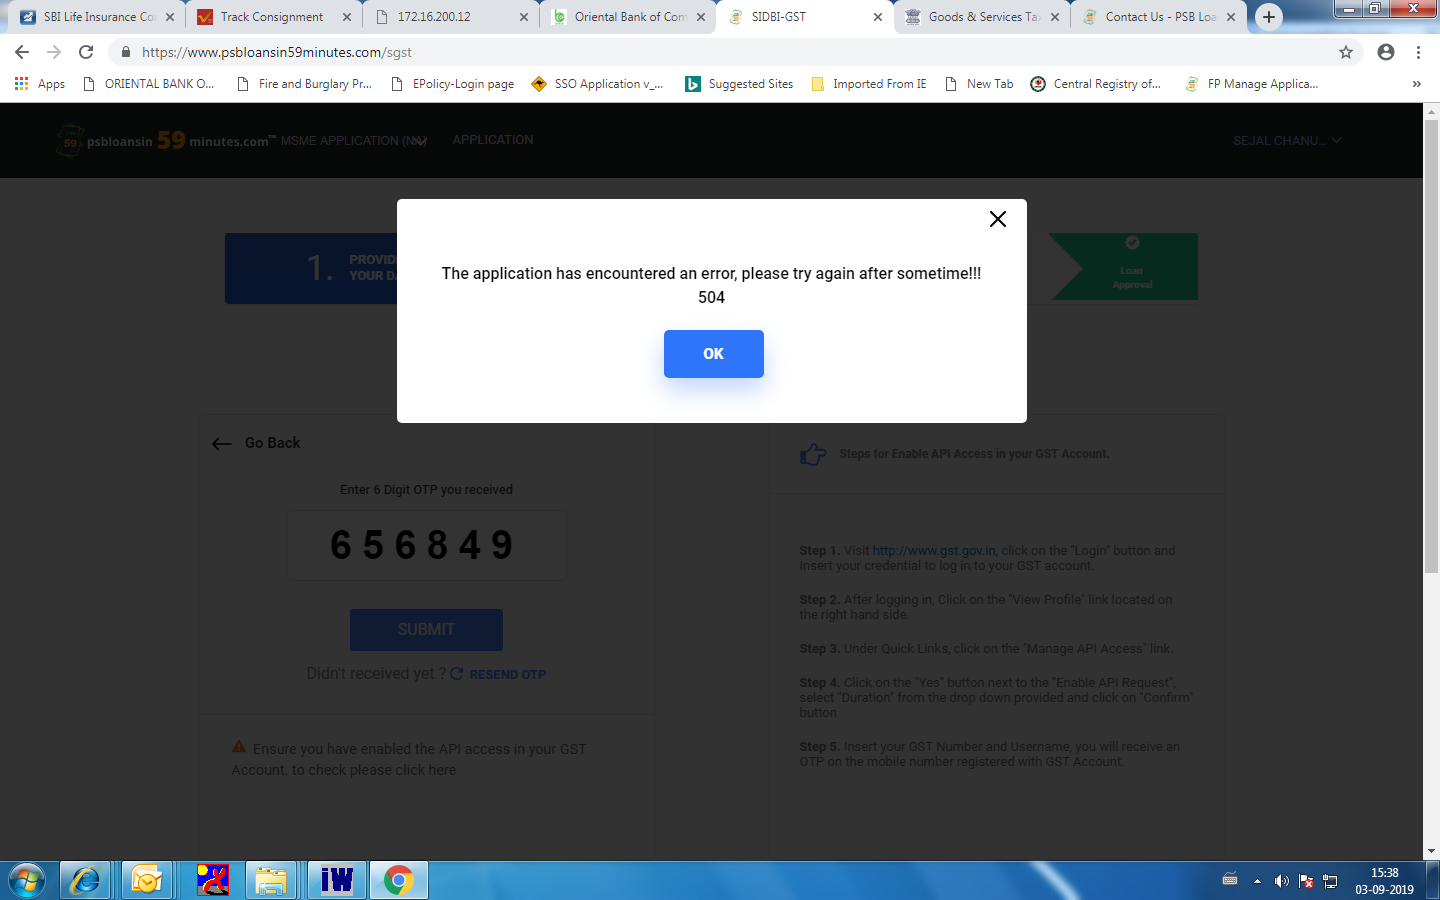 SBI Life Insurance Co
Track Consignment
172.16.200.12
Oriental Bank of Com
SIDBI-GST
Goods & Services Tax
Contact Us - PSB Loa
https://www.psbloansin59minutes.com/sgst
Apps
ORIENTAL BANK O...
Fire and Burglary Pr...
EPolicy-Login page
SSO Application v_...
Suggested Sites
Imported From IE
New Tab
Central Registry of...
FP Manage Applica...
»
59
psbloansin 59 minutes.com™
MSME APPLICATION (NA)
APPLICATION
SEJAL CHANU...
1.
PROVID
YOUR DA
Loan
Approval
The application has encountered an error, please try again after sometime!!!
504
OK
Go Back
Enter 6 Digit OTP you received
656849
SUBMIT
Didn't received yet ? RESEND OTP
Ensure you have enabled the API access in your GST
Account. to check please click here
Steps for Enable API Access in your GST Account.
Step 1. Visit http://www.gst.gov.in, click on the "Login" button and
Insert your credential to log in to your GST account.
Step 2. After logging in, Click on the "View Profile" link located on
the right hand side.
Step 3. Under Quick Links, click on the "Manage API Access" link.
Step 4. Click on the "Yes" button next to the "Enable API Request",
select "Duration" from the drop down provided and click on "Confirm"
button
Step 5. Insert your GST Number and Username, you will receive an
OTP on the mobile number registered with GST Account.
iW
15:38
03-09-2019